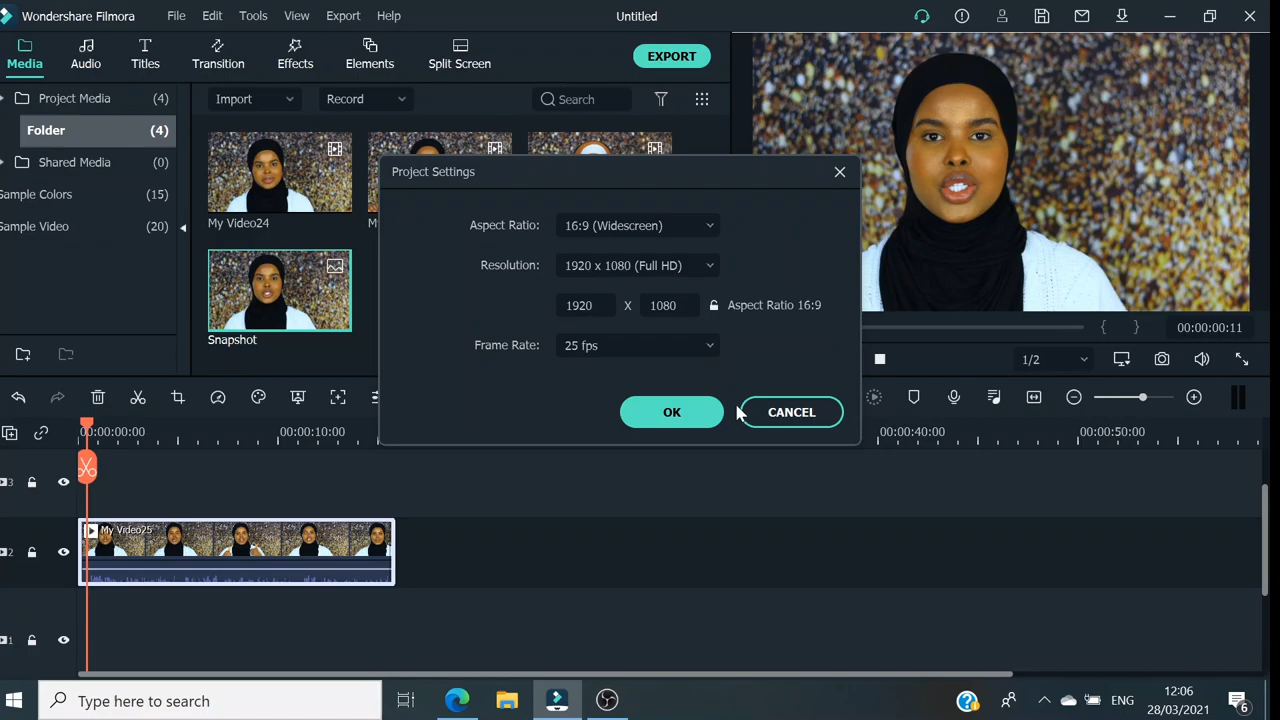 Wondershare Filmora File Edit Tools View Export Help Untitled
Media Audio Titles Transition Effects Elements Split Screen EXPORT
Project Media (4)
Folder (4)
Shared Media (0)
Sample Colors (15)
Sample Video (20)
Import Record Search
My Video24
Snapshot
Project Settings
Aspect Ratio: 16:9 (Widescreen)
Resolution: 1920 x 1080 (Full HD)
1920 X 1080 Aspect Ratio 16:9
Frame Rate: 25 fps
OK CANCEL
{ } 00:00:00:11
1/2
00:00:00:00 00:00:10:00 00:00:40:00 00:00:50:00
3
My Video25
2
1
Type here to search
ENG
12:06
28/03/2021
6